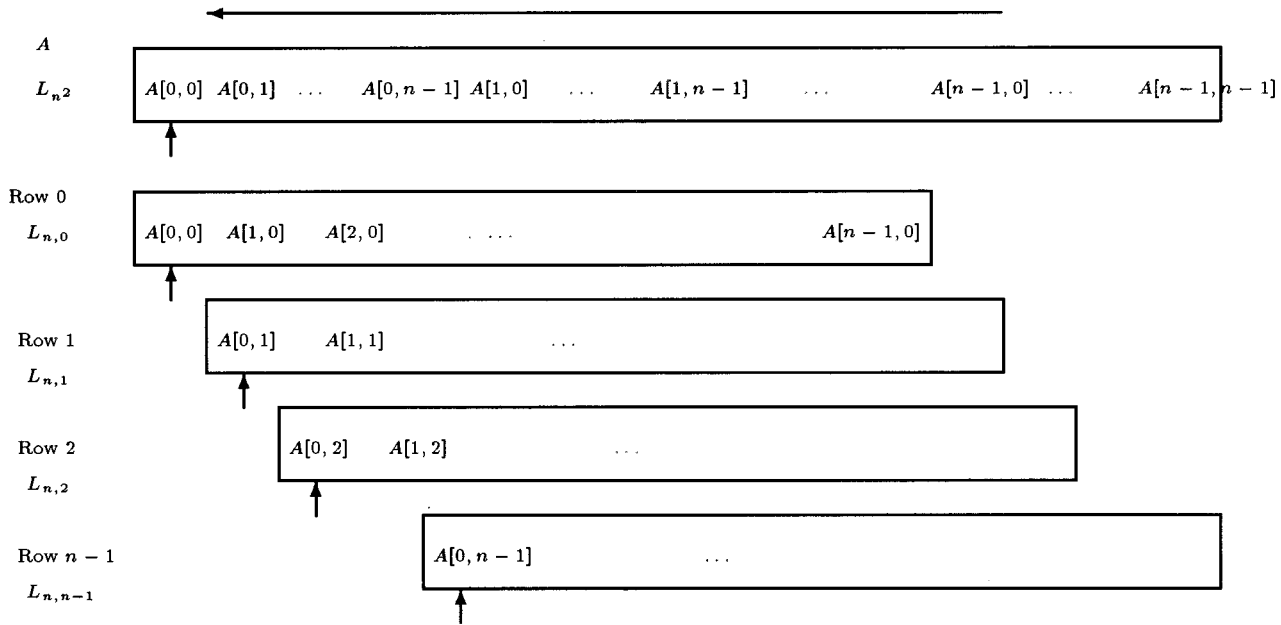 A
L_{n^2} A[0, 0] A[0, 1] ... A[0, n − 1] A[1, 0] ... A[1, n − 1] ... A[n − 1, 0] ... A[n − 1, n − 1]
Row 0
L_{n,0} A[0, 0] A[1, 0] A[2, 0] ... A[n − 1, 0]
Row 1 A[0, 1] A[1, 1] ...
L_{n,1}
Row 2 A[0, 2] A[1, 2] ...
L_{n,2}
Row n − 1 A[0, n − 1] ...
L_{n,n−1}